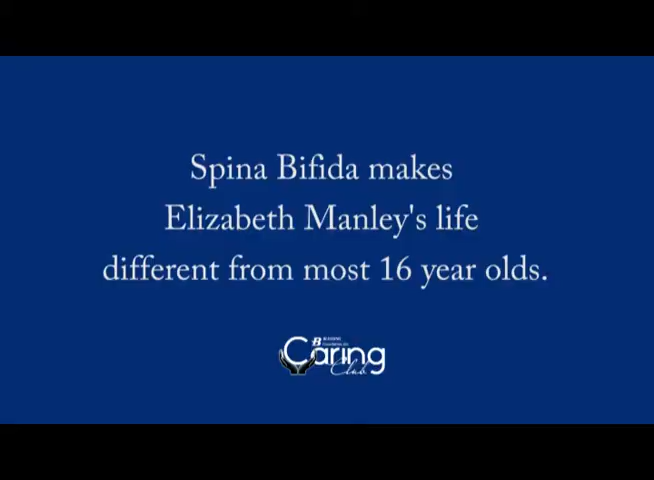 Spina Bifida makes
Elizabeth Manley's life
different from most 16 year olds.
Caring
Club